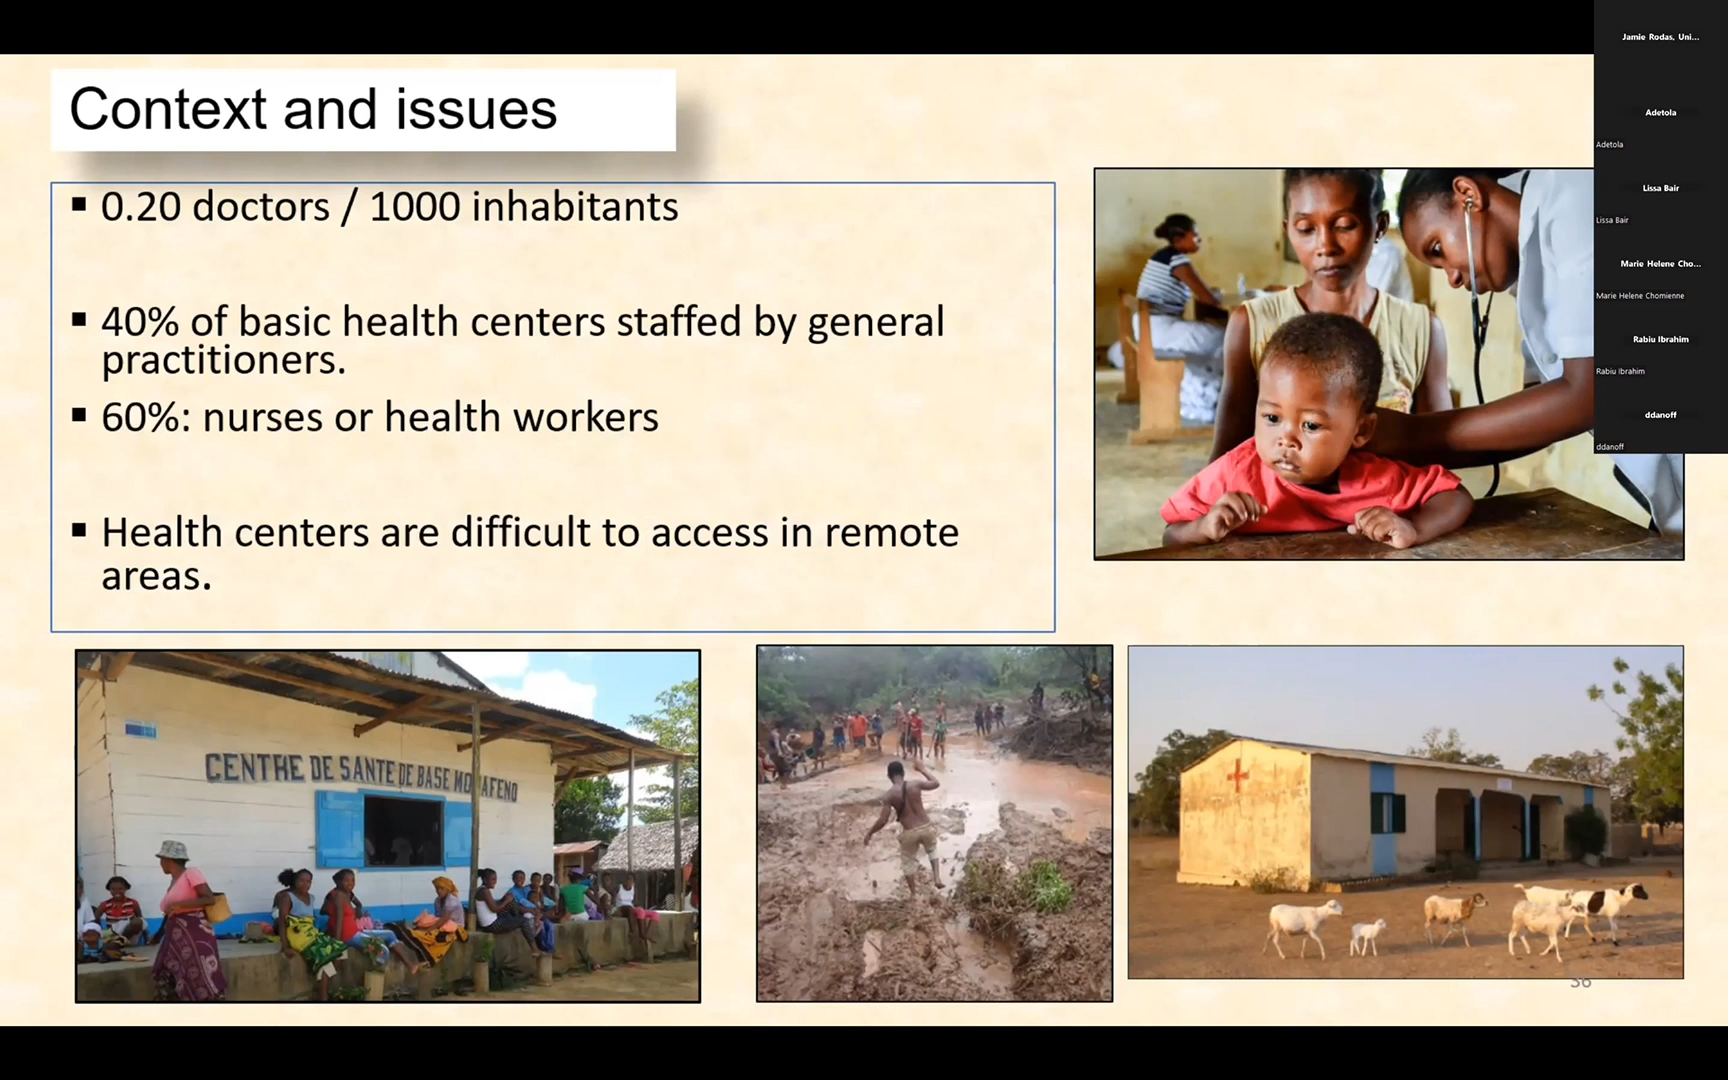 Context and issues
▪ 0.20 doctors / 1000 inhabitants
▪ 40% of basic health centers staffed by general
practitioners.
▪ 60%: nurses or health workers
▪ Health centers are difficult to access in remote
areas.
CENTRE DE SANTE DE BASE
36
Jamie Rodas, Uni...
Adetola
Adetola
Lissa Bair
Lissa Bair
Marie Helene Cho...
Marie Helene Chomienne
Rabiu Ibrahim
Rabiu Ibrahim
ddanoff
ddanoff